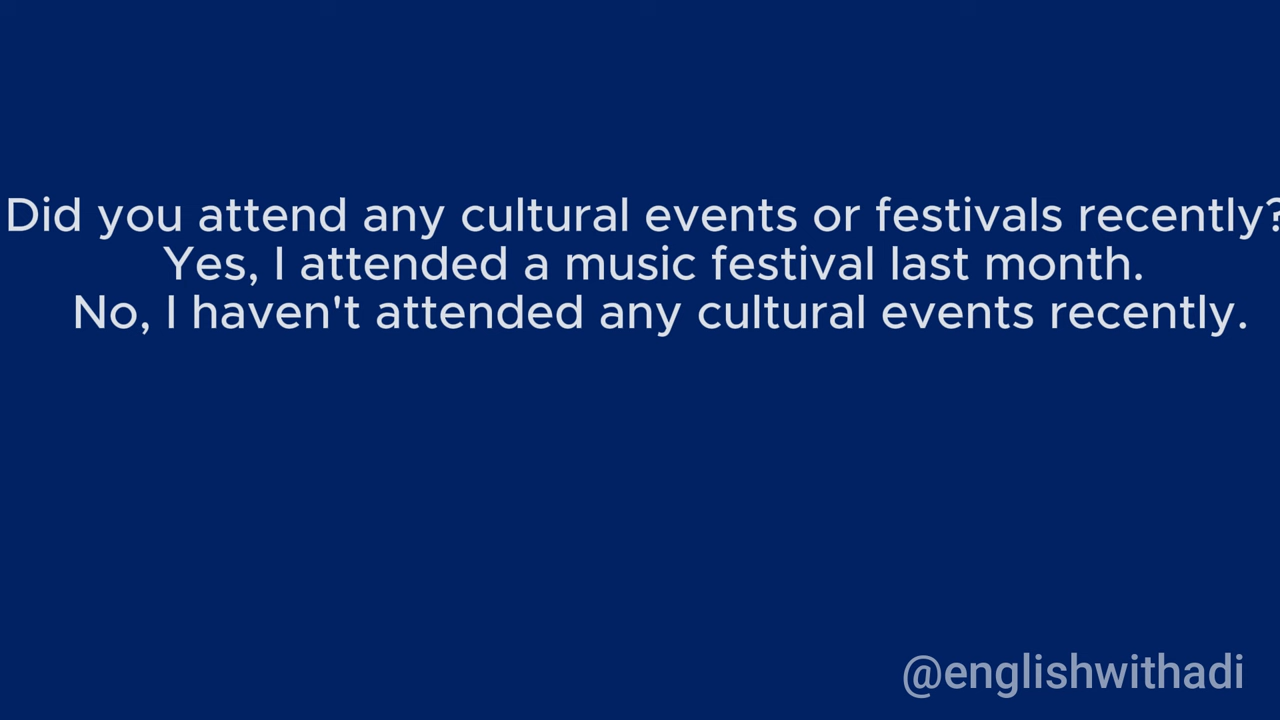 Did you attend any cultural events or festivals recently?
Yes, I attended a music festival last month.
No, I haven't attended any cultural events recently.
@englishwithadi